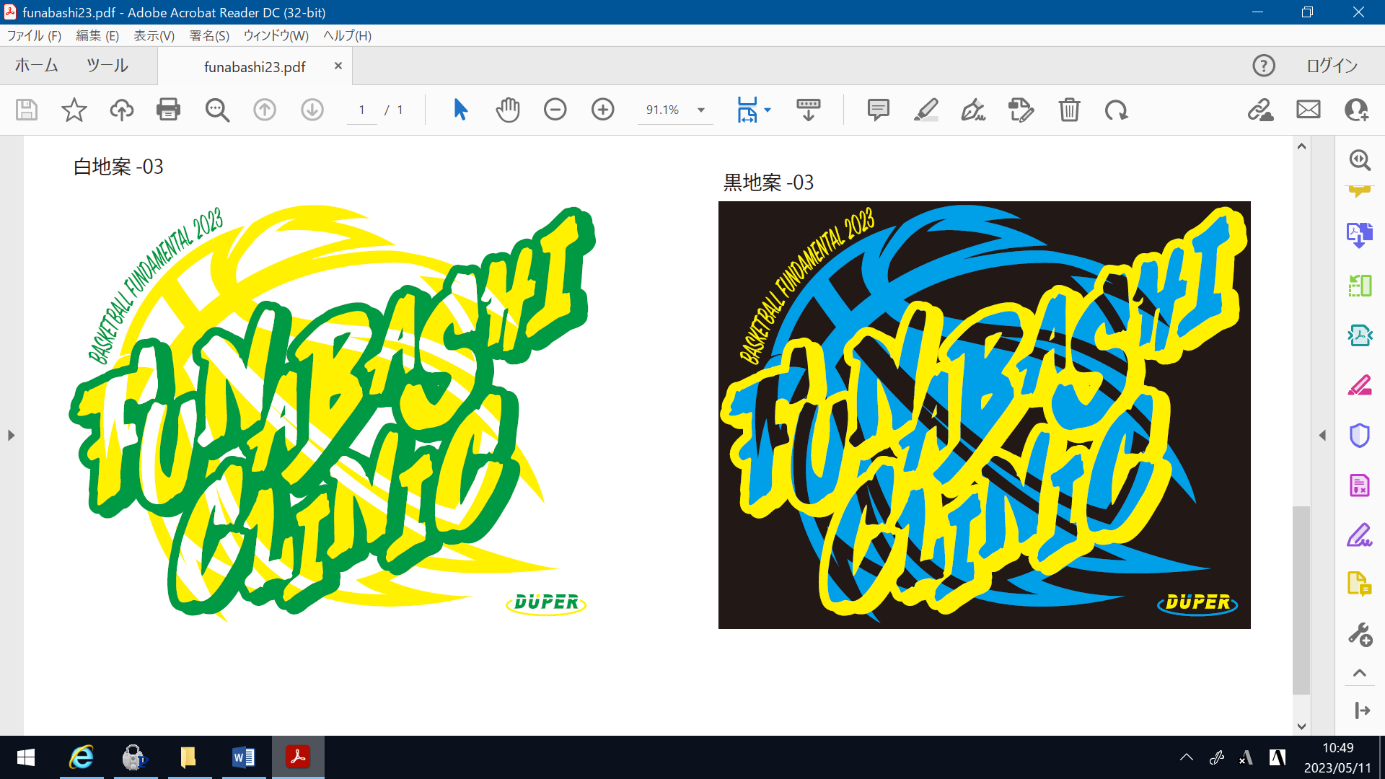 funabashi23.pdf - Adobe Acrobat Reader DC (32-bit)
ファイル (F) 編集 (E) 表示(V) 署名(S) ウィンドウ(W) ヘルプ(H)
ホーム ツール funabashi23.pdf × ログイン
1 / 1 91.1%
白地案 -03
黒地案 -03
BASKETBALL FUNDAMENTAL 2023
FUNABASHI
CLINIC
DUPER
BASKETBALL FUNDAMENTAL 2023
FUNABASHI
CLINIC
DUPER
10:49
2023/05/11